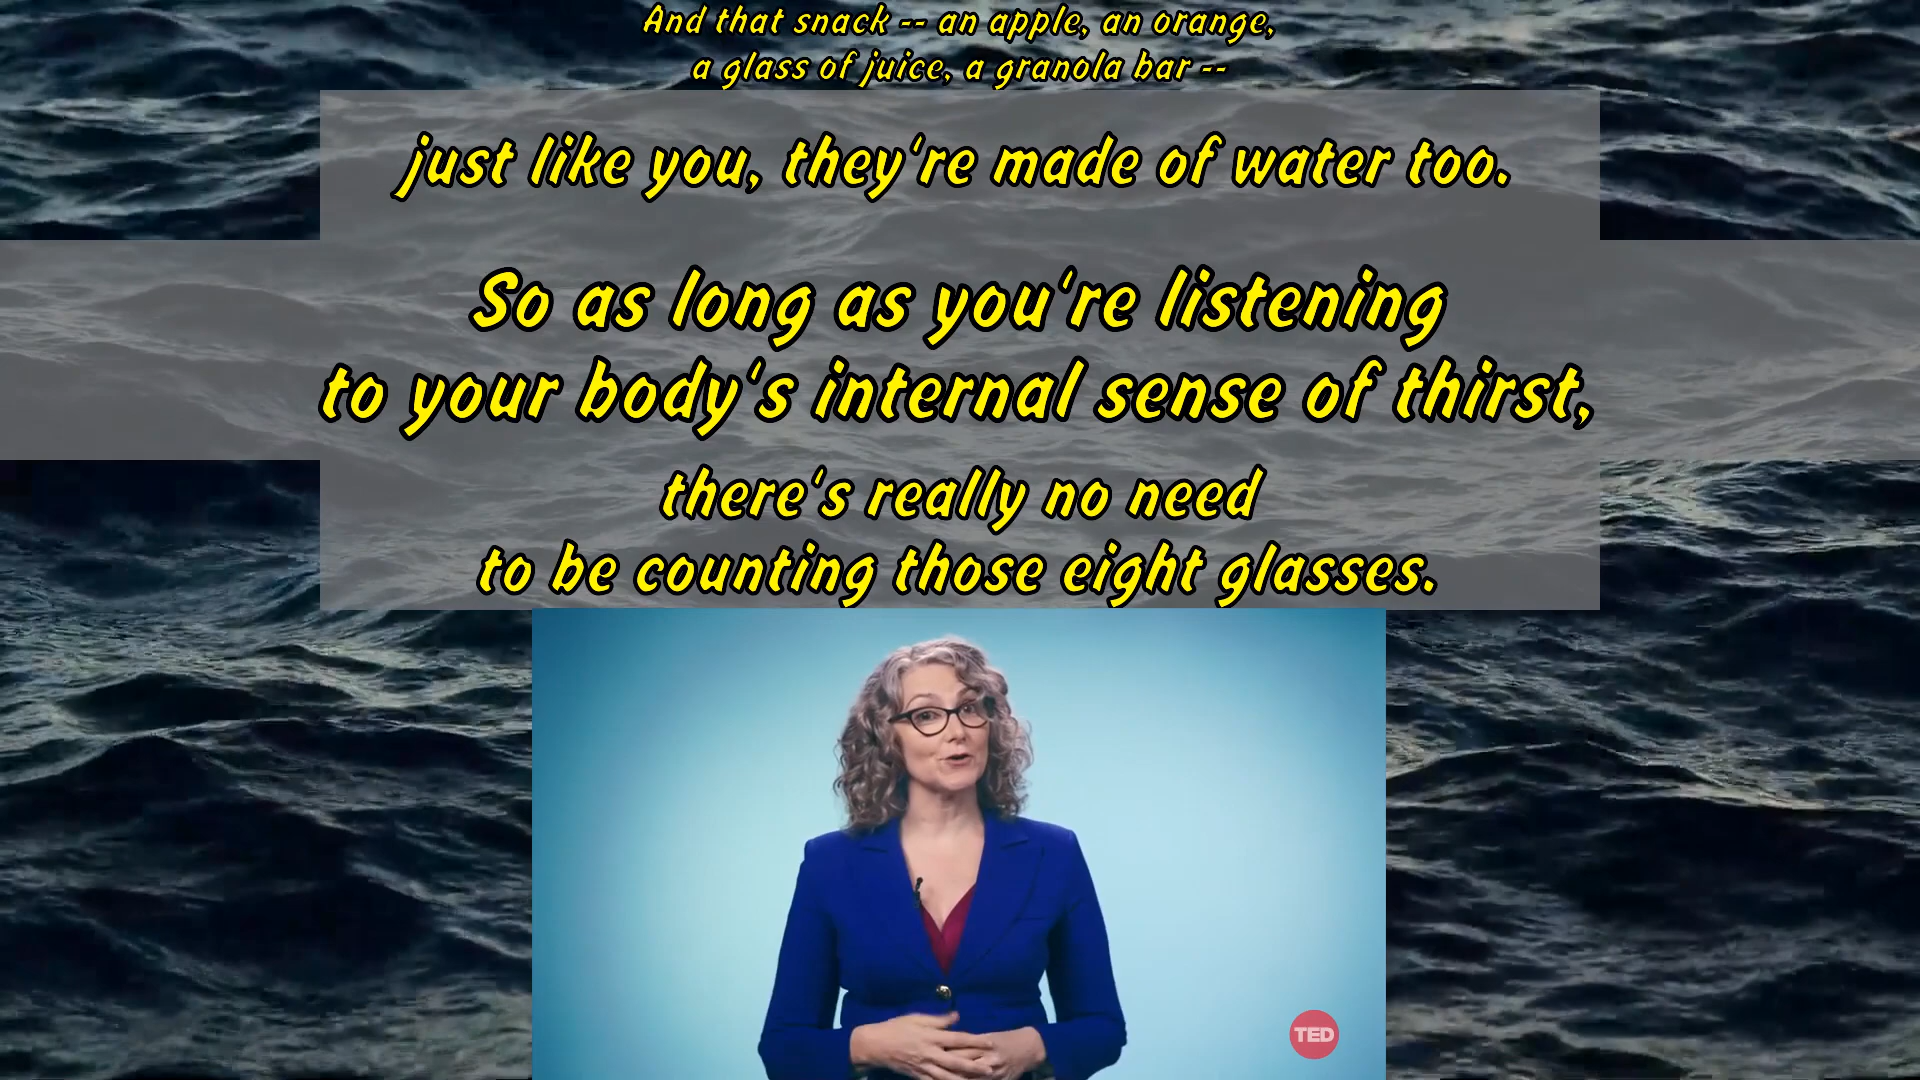 And that snack -- an apple, an orange,
a glass of juice, a granola bar --
just like you, they're made of water too.
So as long as you're listening
to your body's internal sense of thirst,
there's really no need
to be counting those eight glasses.
TED